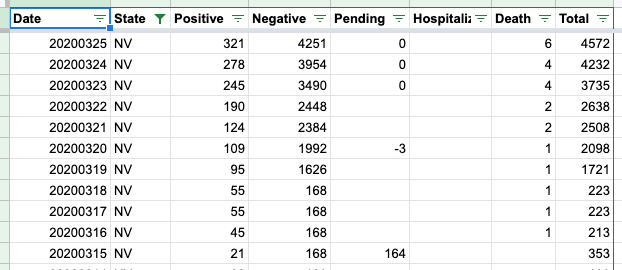 Date State Positive Negative Pending Hospitaliz Death Total
20200325 NV 321 4251 0 6 4572
20200324 NV 278 3954 0 4 4232
20200323 NV 245 3490 0 4 3735
20200322 NV 190 2448 2 2638
20200321 NV 124 2384 2 2508
20200320 NV 109 1992 -3 1 2098
20200319 NV 95 1626 1 1721
20200318 NV 55 168 1 223
20200317 NV 55 168 1 223
20200316 NV 45 168 1 213
20200315 NV 21 168 164 353